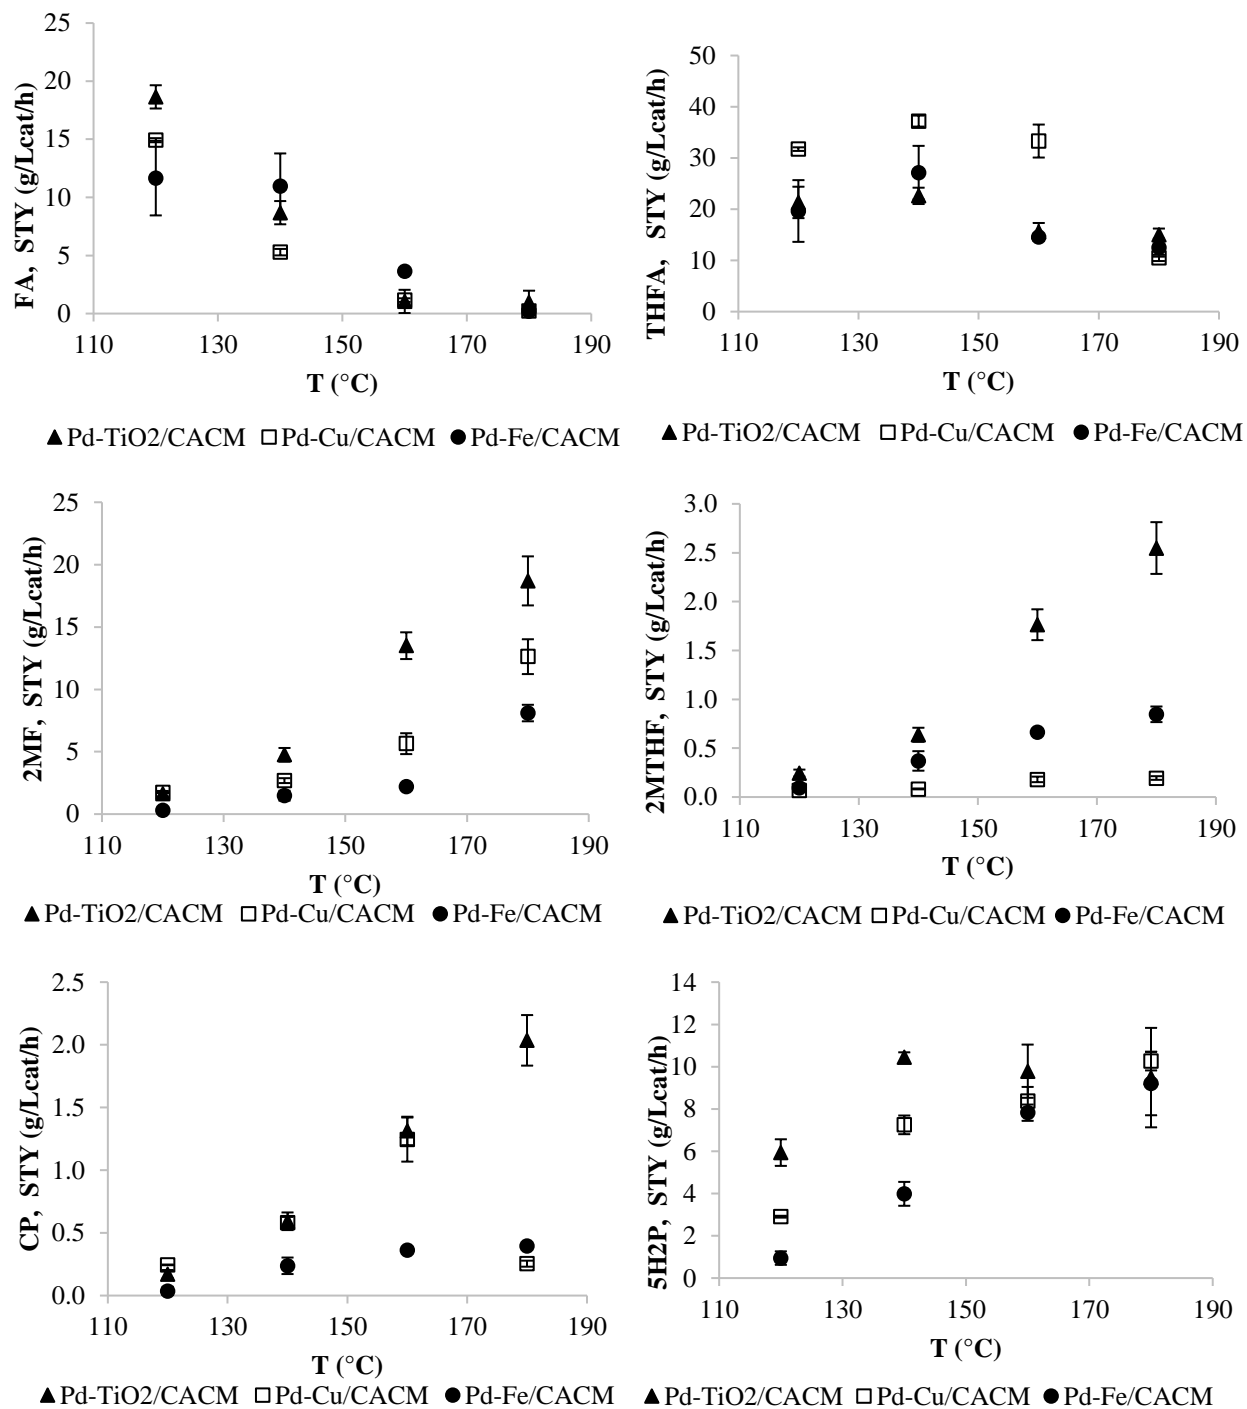 FA, STY (g/Lcat/h)
25
20
15
10
5
0
110 130 150 170 190
T (°C)
▲ Pd-TiO2/CACM □ Pd-Cu/CACM ● Pd-Fe/CACM
THFA, STY (g/Lcat/h)
50
40
30
20
10
0
110 130 150 170 190
T (°C)
▲ Pd-TiO2/CACM □ Pd-Cu/CACM ● Pd-Fe/CACM
2MF, STY (g/Lcat/h)
25
20
15
10
5
0
110 130 150 170 190
T (°C)
▲ Pd-TiO2/CACM □ Pd-Cu/CACM ● Pd-Fe/CACM
2MTHF, STY (g/Lcat/h)
3.0
2.5
2.0
1.5
1.0
0.5
0.0
110 130 150 170 190
T (°C)
▲ Pd-TiO2/CACM □ Pd-Cu/CACM ● Pd-Fe/CACM
CP, STY (g/Lcat/h)
2.5
2.0
1.5
1.0
0.5
0.0
110 130 150 170 190
T (°C)
▲ Pd-TiO2/CACM □ Pd-Cu/CACM ● Pd-Fe/CACM
5H2P, STY (g/Lcat/h)
14
12
10
8
6
4
2
0
110 130 150 170 190
T (°C)
▲ Pd-TiO2/CACM □ Pd-Cu/CACM ● Pd-Fe/CACM